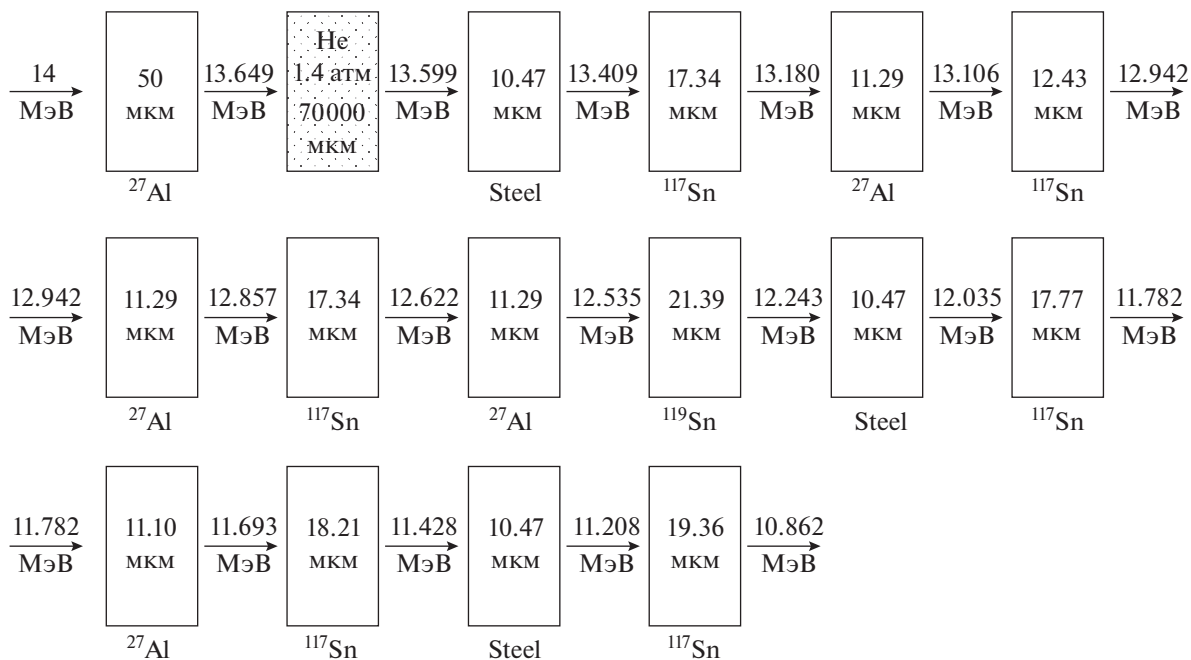 Не
14 50 13.649 1.4 атм 13.599 10.47 13.409 17.34 13.180 11.29 13.106 12.43 12.942
МэВ мкм МэВ 70000 МэВ мкм МэВ мкм МэВ мкм МэВ мкм МэВ
мкм
²⁷Al Steel ¹¹⁷Sn ²⁷Al ¹¹⁷Sn
12.942 11.29 12.857 17.34 12.622 11.29 12.535 21.39 12.243 10.47 12.035 17.77 11.782
МэВ мкм МэВ мкм МэВ мкм МэВ мкм МэВ мкм МэВ мкм МэВ
²⁷Al ¹¹⁷Sn ²⁷Al ¹¹⁹Sn Steel ¹¹⁷Sn
11.782 11.10 11.693 18.21 11.428 10.47 11.208 19.36 10.862
МэВ мкм МэВ мкм МэВ мкм МэВ мкм МэВ
²⁷Al ¹¹⁷Sn Steel ¹¹⁷Sn